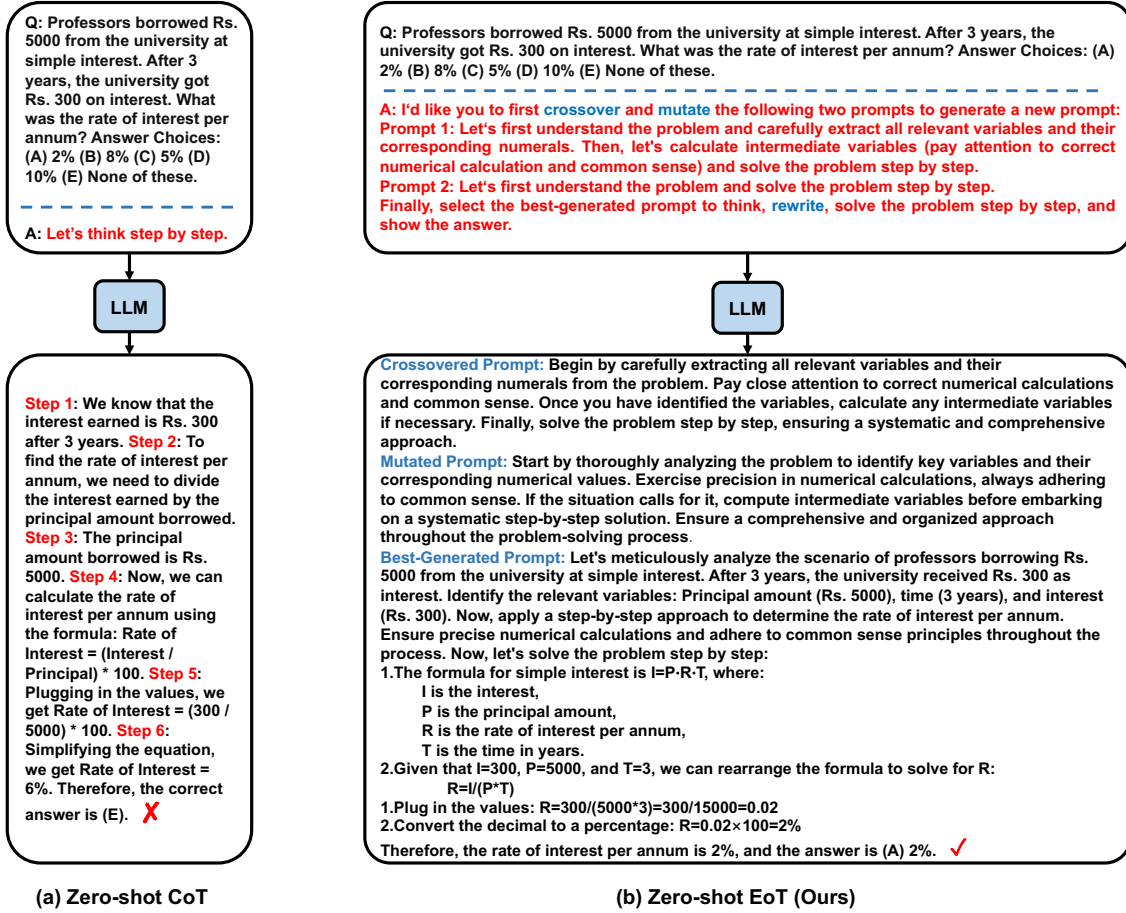 Q: Professors borrowed Rs.
5000 from the university at
simple interest. After 3
years, the university got
Rs. 300 on interest. What
was the rate of interest per
annum? Answer Choices:
(A) 2% (B) 8% (C) 5% (D)
10% (E) None of these.
A: Let's think step by step.
LLM
Step 1: We know that the
interest earned is Rs. 300
after 3 years. Step 2: To
find the rate of interest per
annum, we need to divide
the interest earned by the
principal amount borrowed.
Step 3: The principal
amount borrowed is Rs.
5000. Step 4: Now, we can
calculate the rate of
interest per annum using
the formula: Rate of
Interest = (Interest /
Principal) * 100. Step 5:
Plugging in the values, we
get Rate of Interest = (300 /
5000) * 100. Step 6:
Simplifying the equation,
we get Rate of Interest =
6%. Therefore, the correct
answer is (E). ✗
(a) Zero-shot CoT
Q: Professors borrowed Rs. 5000 from the university at simple interest. After 3 years, the
university got Rs. 300 on interest. What was the rate of interest per annum? Answer Choices: (A)
2% (B) 8% (C) 5% (D) 10% (E) None of these.
A: I'd like you to first crossover and mutate the following two prompts to generate a new prompt:
Prompt 1: Let's first understand the problem and carefully extract all relevant variables and their
corresponding numerals. Then, let's calculate intermediate variables (pay attention to correct
numerical calculation and common sense) and solve the problem step by step.
Prompt 2: Let's first understand the problem and solve the problem step by step.
Finally, select the best-generated prompt to think, rewrite, solve the problem step by step, and
show the answer.
LLM
Crossovered Prompt: Begin by carefully extracting all relevant variables and their
corresponding numerals from the problem. Pay close attention to correct numerical calculations
and common sense. Once you have identified the variables, calculate any intermediate variables
if necessary. Finally, solve the problem step by step, ensuring a systematic and comprehensive
approach.
Mutated Prompt: Start by thoroughly analyzing the problem to identify key variables and their
corresponding numerical values. Exercise precision in numerical calculations, always adhering
to common sense. If the situation calls for it, compute intermediate variables before embarking
on a systematic step-by-step solution. Ensure a comprehensive and organized approach
throughout the problem-solving process.
Best-Generated Prompt: Let's meticulously analyze the scenario of professors borrowing Rs.
5000 from the university at simple interest. After 3 years, the university received Rs. 300 as
interest. Identify the relevant variables: Principal amount (Rs. 5000), time (3 years), and interest
(Rs. 300). Now, apply a step-by-step approach to determine the rate of interest per annum.
Ensure precise numerical calculations and adhere to common sense principles throughout the
process. Now, let's solve the problem step by step:
1.The formula for simple interest is I=P·R·T, where:
I is the interest,
P is the principal amount,
R is the rate of interest per annum,
T is the time in years.
2.Given that I=300, P=5000, and T=3, we can rearrange the formula to solve for R:
R=I/(P*T)
1.Plug in the values: R=300/(5000*3)=300/15000=0.02
2.Convert the decimal to a percentage: R=0.02×100=2%
Therefore, the rate of interest per annum is 2%, and the answer is (A) 2%. ✓
(b) Zero-shot EoT (Ours)